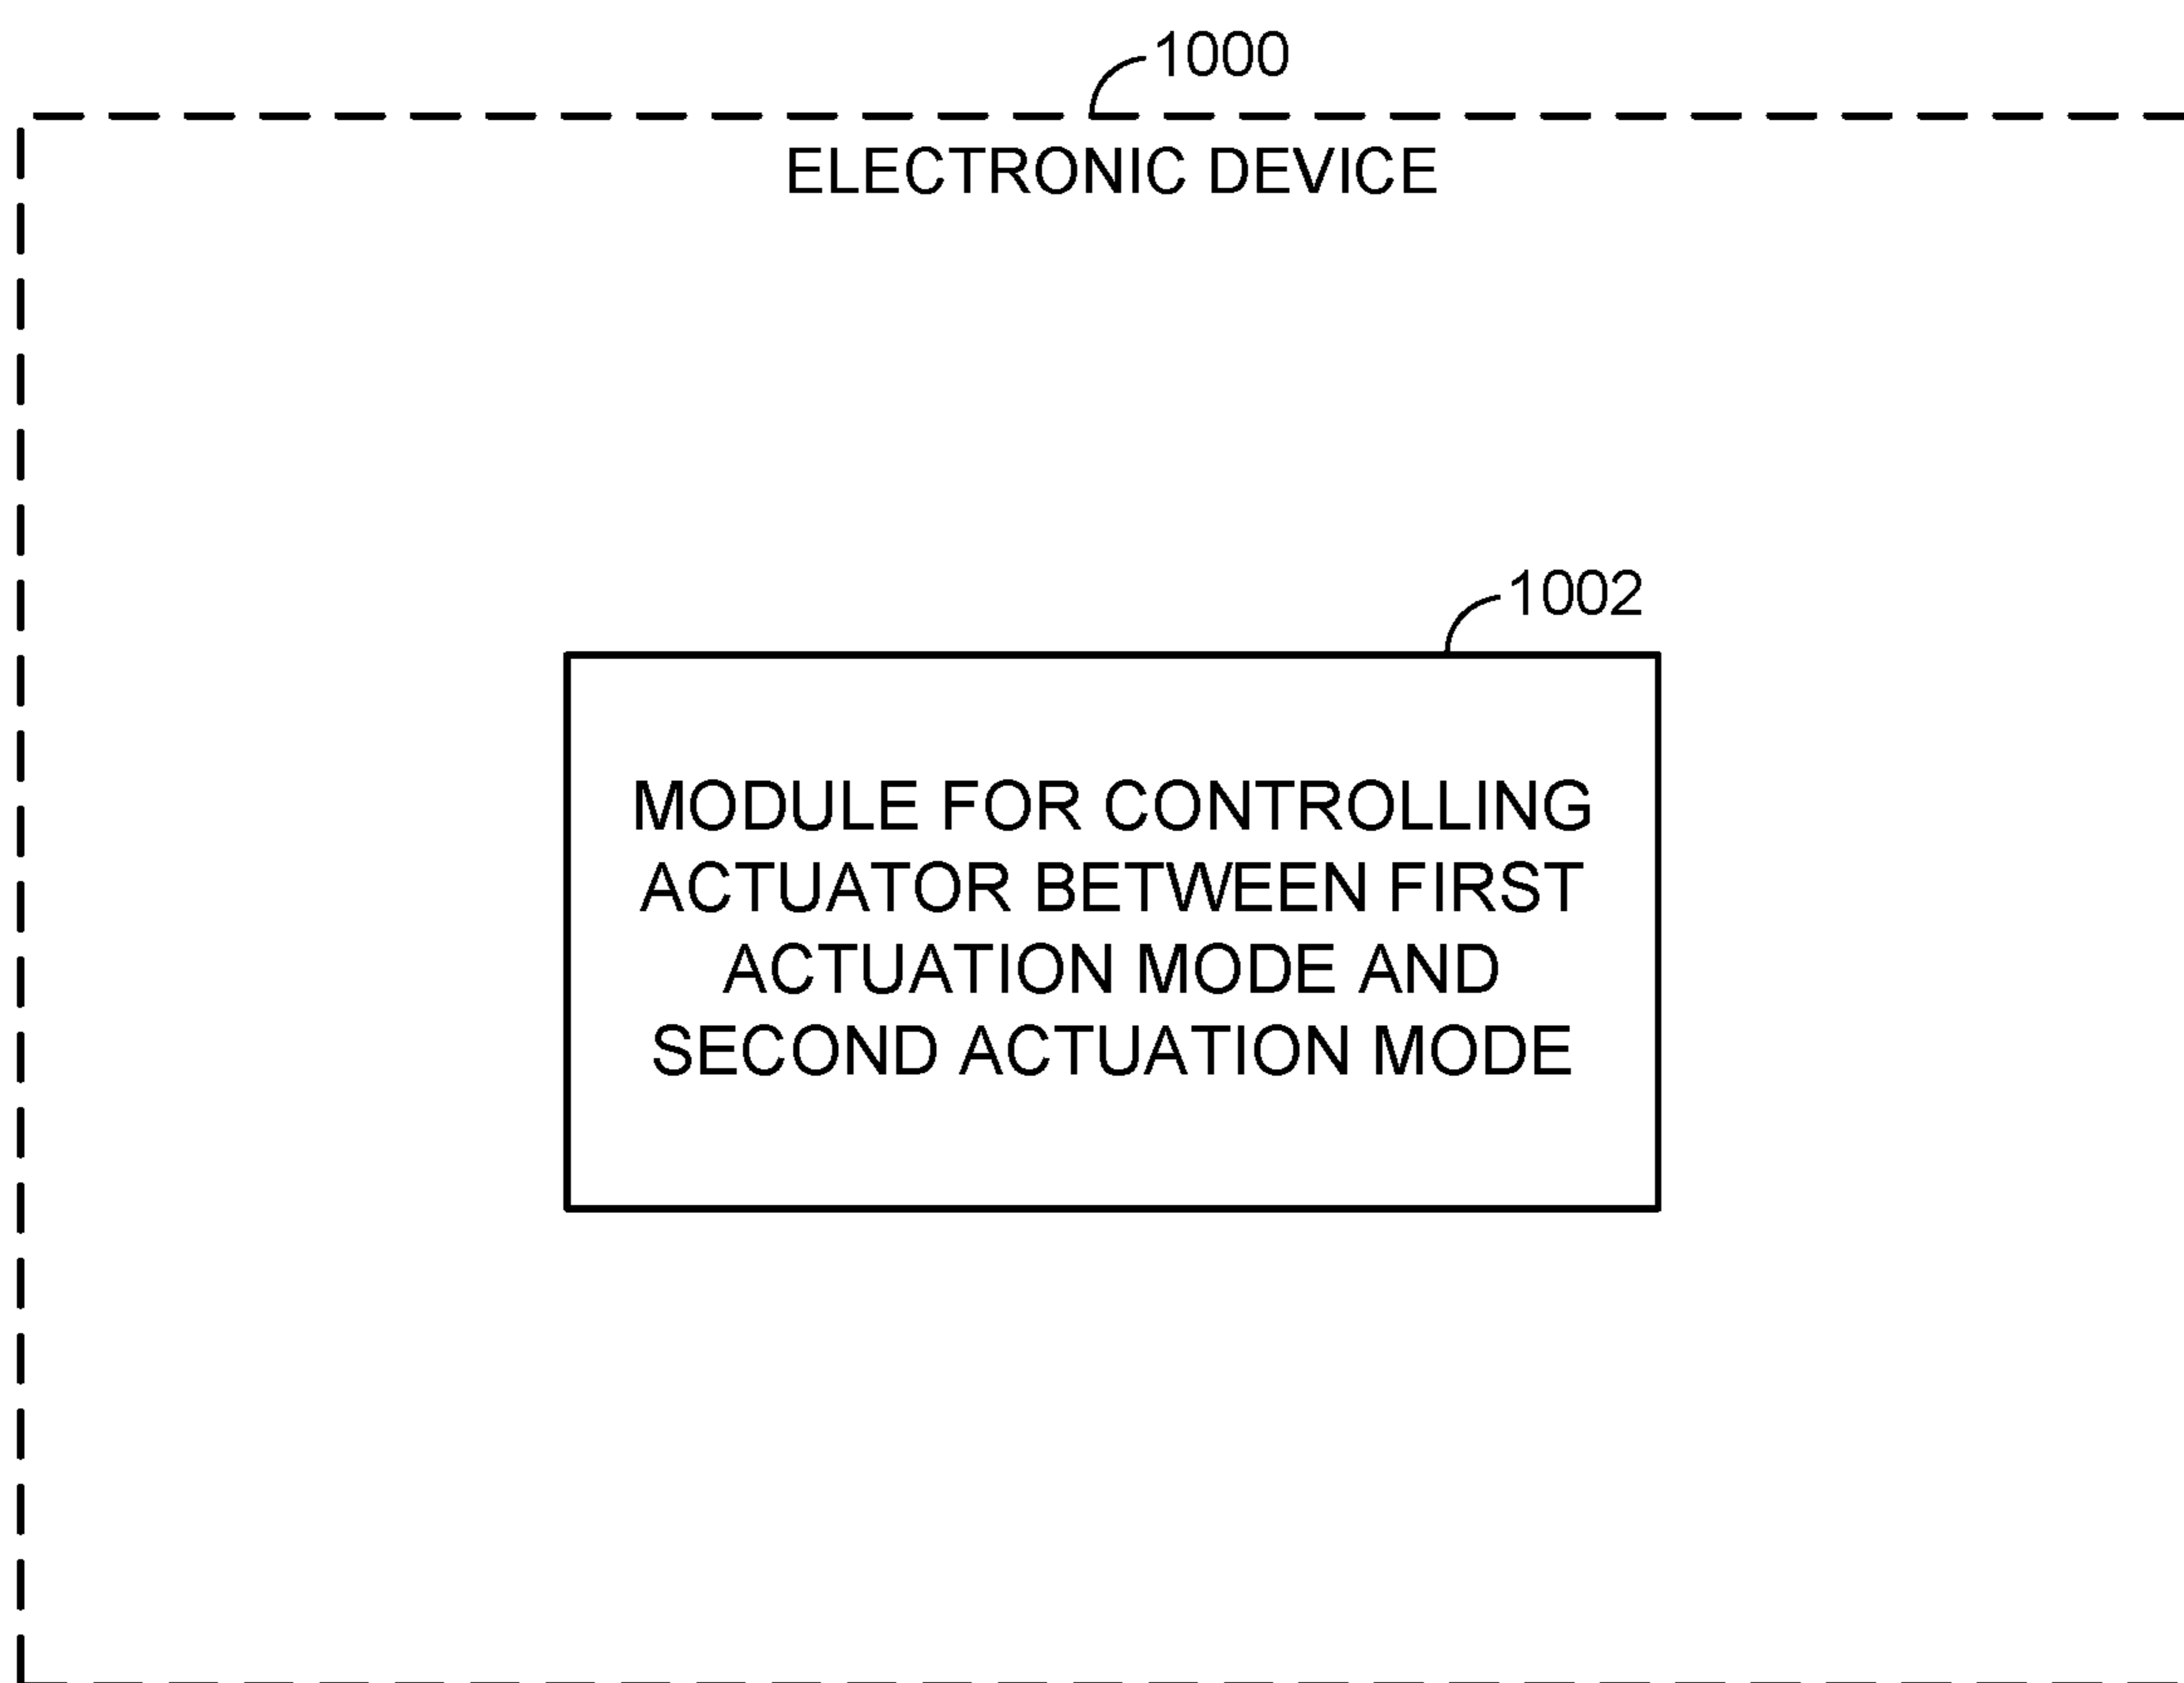 1000
ELECTRONIC DEVICE
1002
MODULE FOR CONTROLLING
ACTUATOR BETWEEN FIRST
ACTUATION MODE AND
SECOND ACTUATION MODE